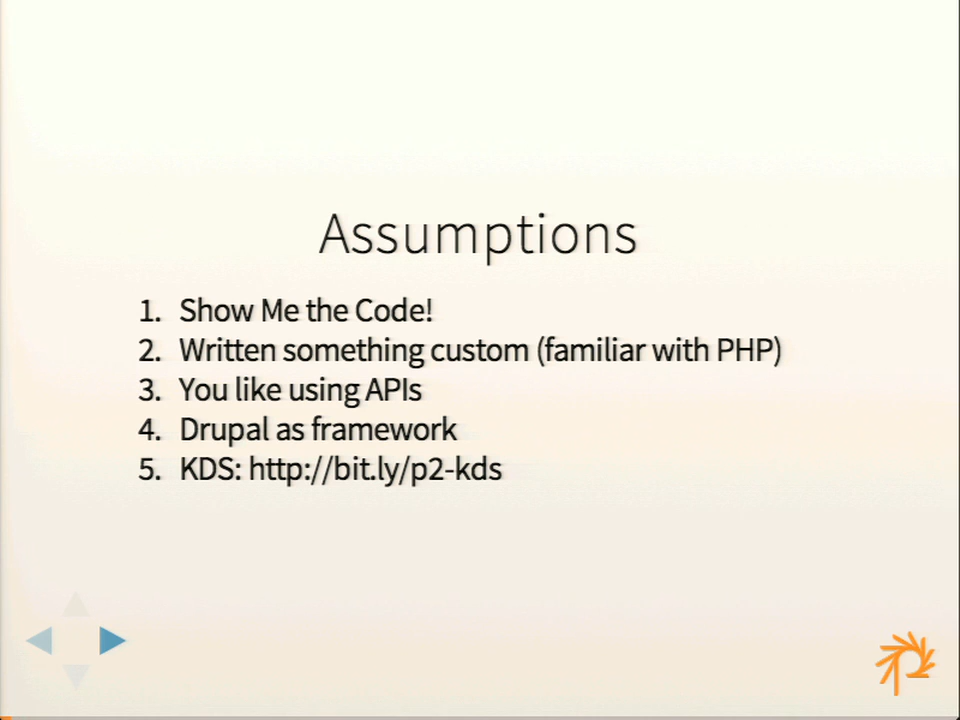 Assumptions
1. Show Me the Code!
2. Written something custom (familiar with PHP)
3. You like using APIs
4. Drupal as framework
5. KDS: http://bit.ly/p2-kds